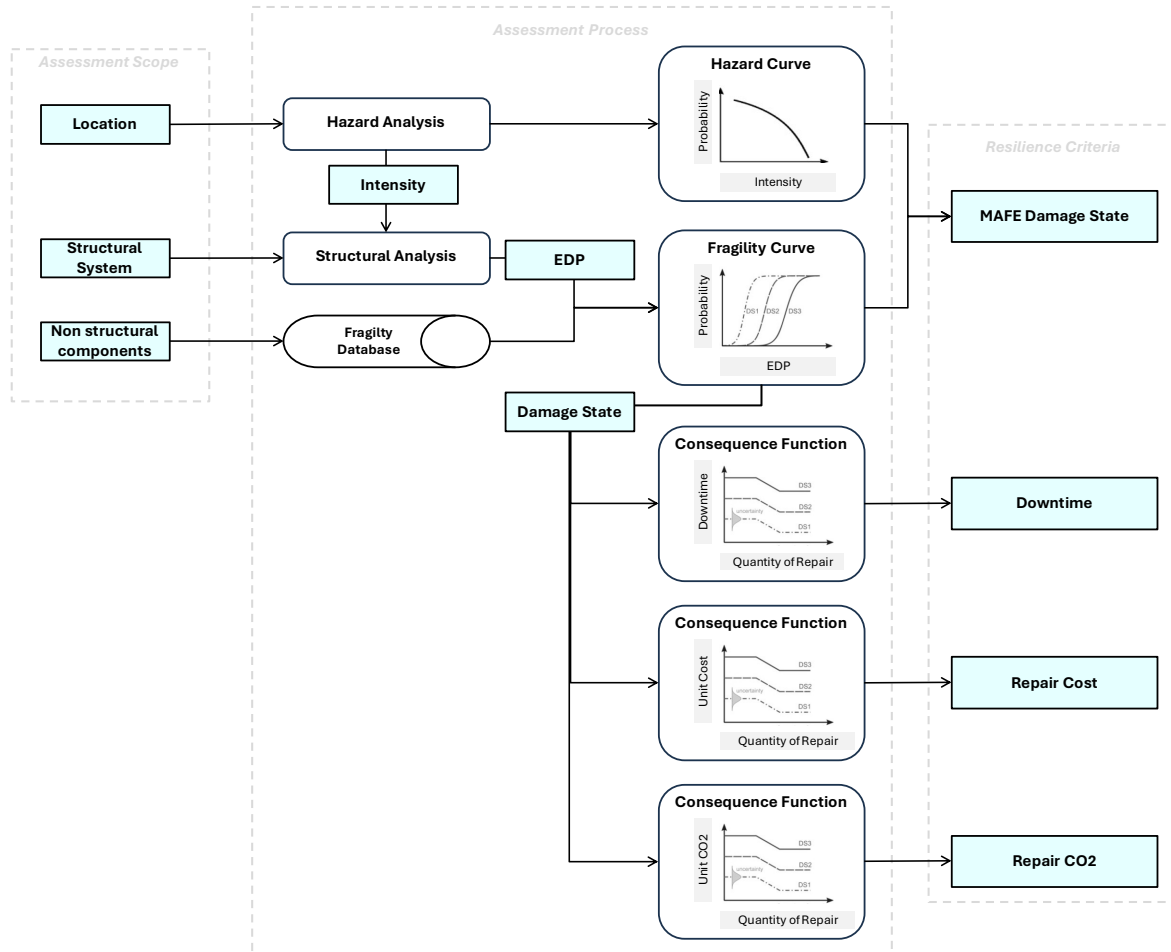 Assessment Process
Assessment Scope
Resilience Criteria
Location
Hazard Analysis
Hazard Curve
Probability
Intensity
Intensity
MAFE Damage State
Structural
System
Structural Analysis
EDP
Fragility Curve
Probability
DS1
DS2
DS3
EDP
Non structural
components
Fragilty
Database
Damage State
Consequence Function
Downtime
DS3
DS2
uncertainty
DS1
Quantity of Repair
Downtime
Consequence Function
Unit Cost
DS3
DS2
uncertainty
DS1
Quantity of Repair
Repair Cost
Consequence Function
Unit CO2
DS3
DS2
uncertainty
DS1
Quantity of Repair
Repair CO2